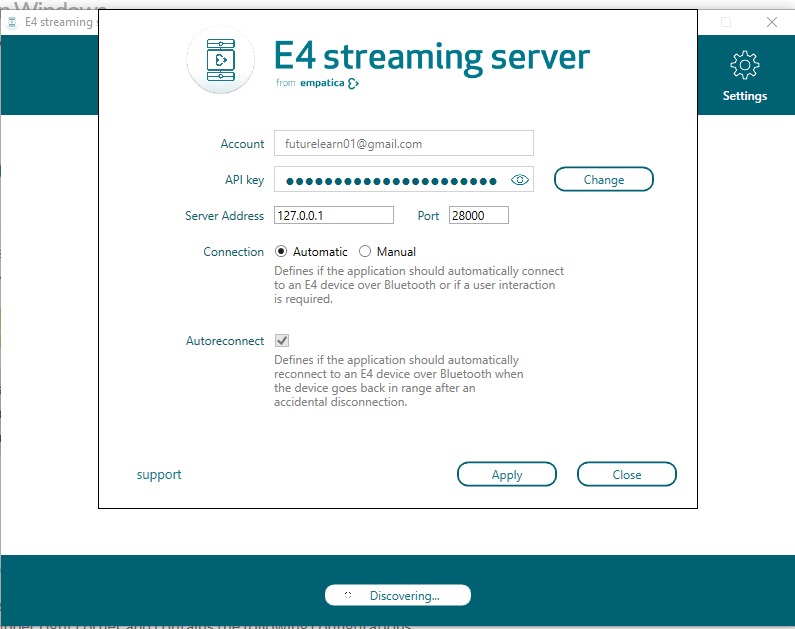 n Windows
E4 streaming s
E4 streaming server
from empatica
Settings
Account futurelearn01@gmail.com
API key ●●●●●●●●●●●●●●●●●●●●●● Change
Server Address 127.0.0.1 Port 28000
Connection Automatic Manual
Defines if the application should automatically connect
to an E4 device over Bluetooth or if a user interaction
is required.
Autoreconnect
Defines if the application should automatically
reconnect to an E4 device over Bluetooth when
the device goes back in range after an
accidental disconnection.
support Apply Close
Discovering...